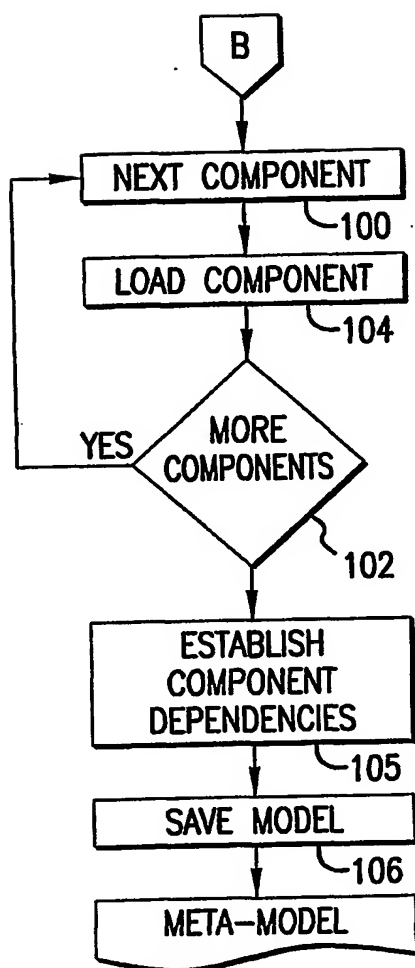 B
NEXT COMPONENT
100
LOAD COMPONENT
104
YES
MORE
COMPONENTS
102
ESTABLISH
COMPONENT
DEPENDENCIES
105
SAVE MODEL
106
META-MODEL